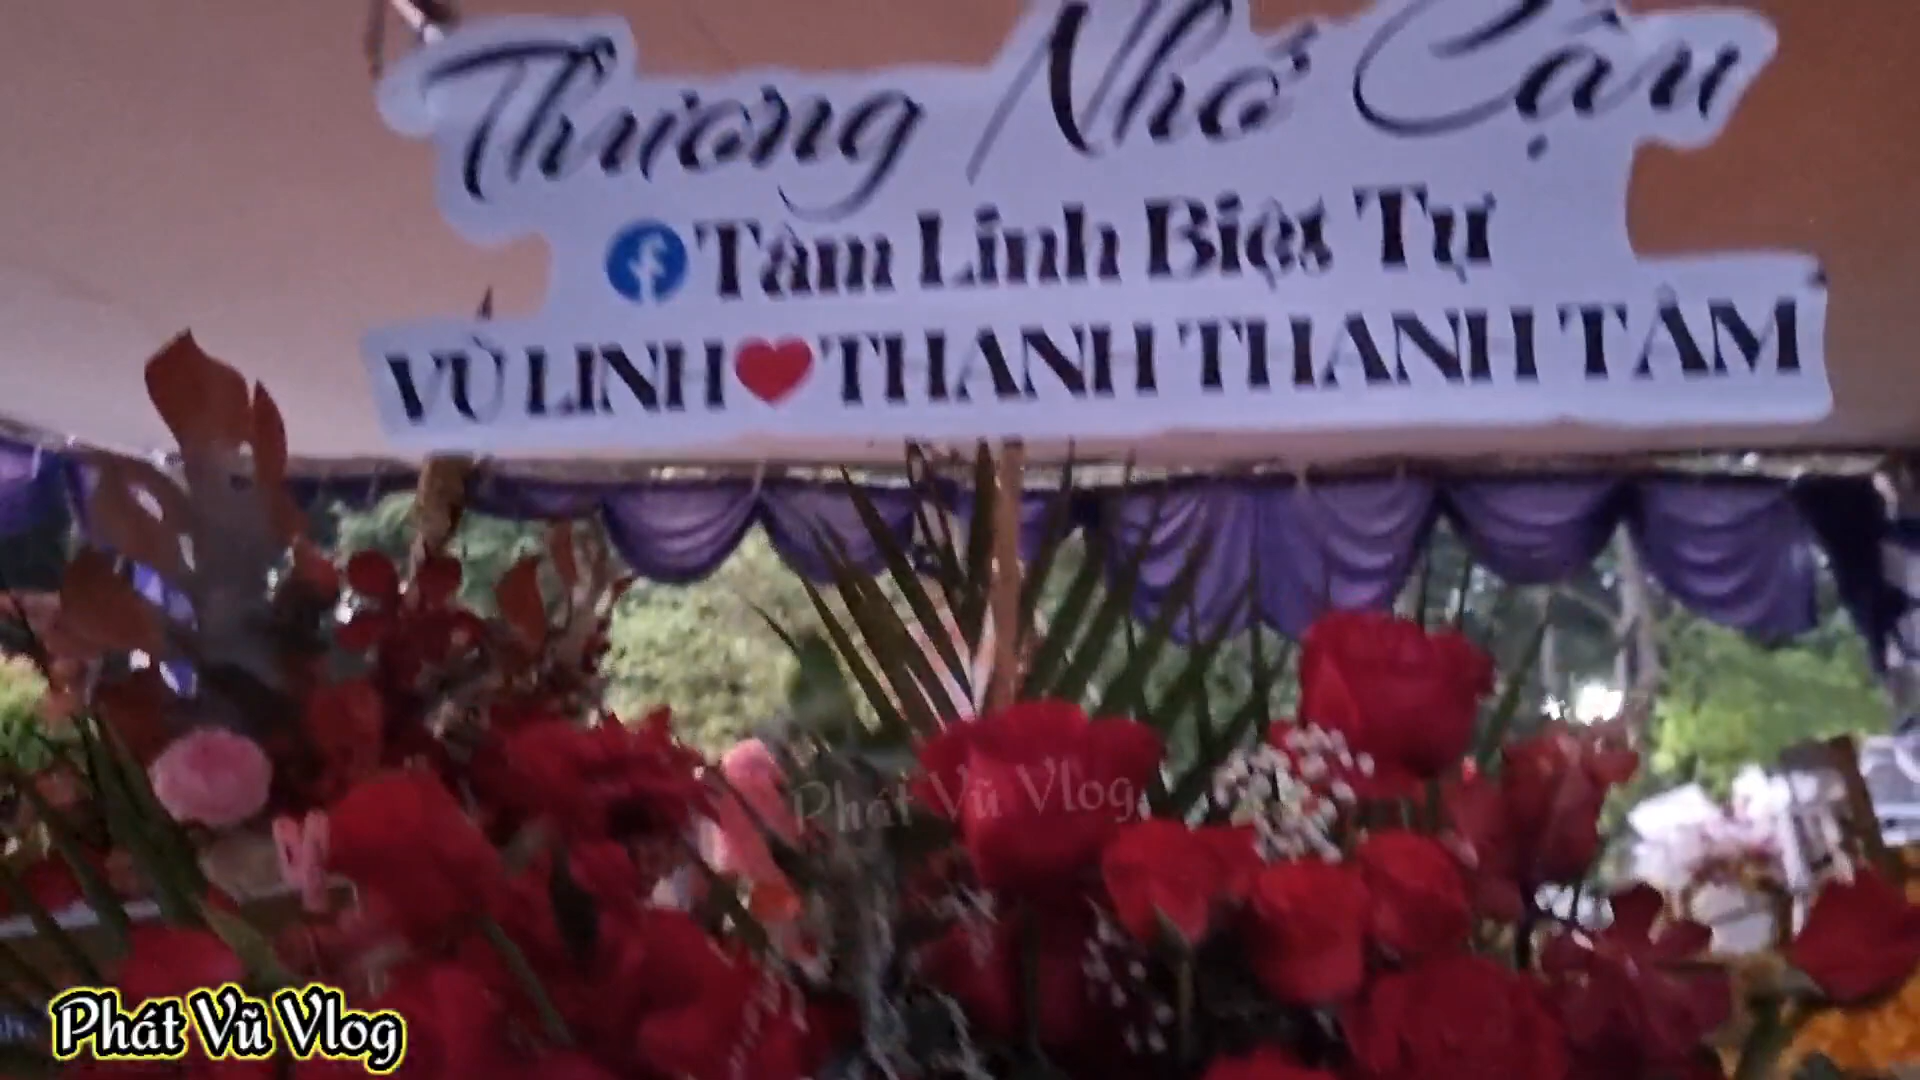 Thương Nhớ Cậu
Tâm Linh Biệt Tự
VŨ LINH❤THANH THANH TÂM
Phát Vũ Vlog
Phát Vũ Vlog